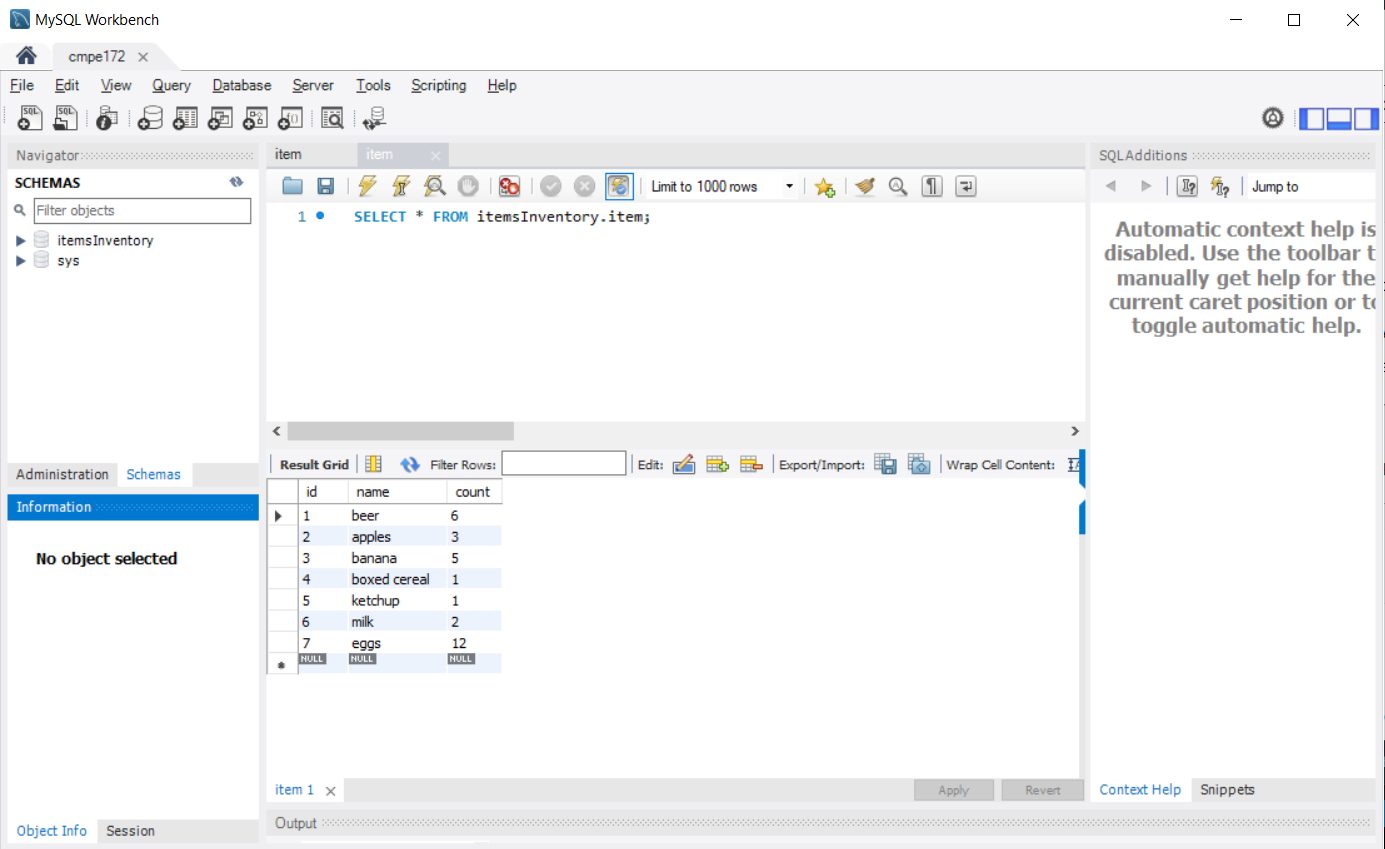 MySQL Workbench
cmpe172
File Edit View Query Database Server Tools Scripting Help
SQL SQL
Navigator
SCHEMAS
Filter objects
itemsInventory
sys
Administration Schemas
Information
No object selected
Object Info Session
item item
Limit to 1000 rows
1 SELECT * FROM itemsInventory.item;
Result Grid Filter Rows: Edit: Export/Import: Wrap Cell Content:
id name count
1 beer 6
2 apples 3
3 banana 5
4 boxed cereal 1
5 ketchup 1
6 milk 2
7 eggs 12
NULL NULL NULL
item 1 Apply Revert
Output
SQLAdditions
Jump to
Automatic context help is
disabled. Use the toolbar t
manually get help for the
current caret position or to
toggle automatic help.
Context Help Snippets